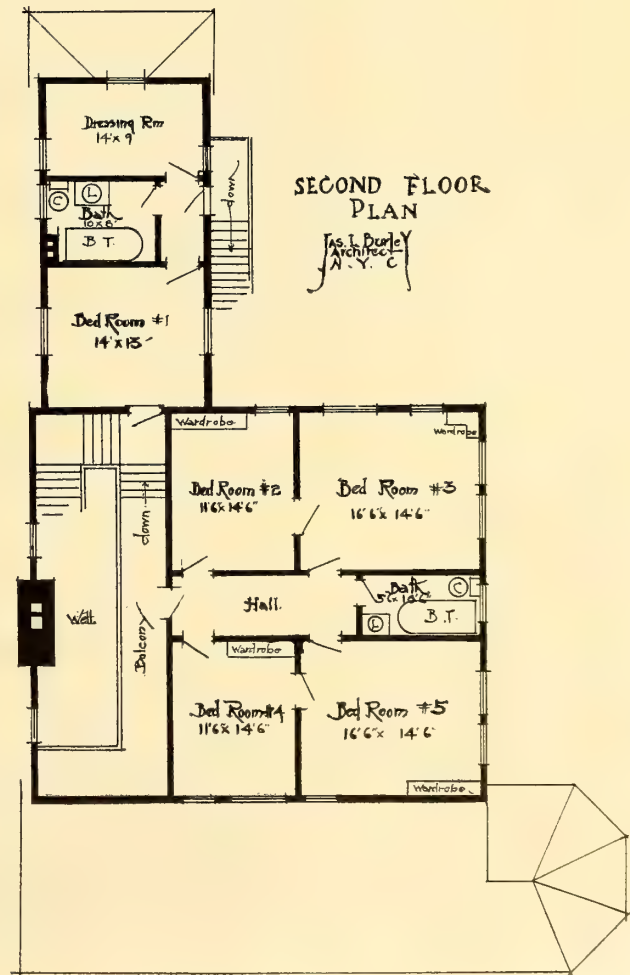 Dressing Rm
14'x 9'
SECOND FLOOR
PLAN
Jas. L. Burley
Architect
N. Y. C
down
C
L
Bath
10x8'
B T.
Bed Room #1
14'x15'
Wardrobe
Wardrobe
Bed Room #2
11'6"x 14'6"
Bed Room #3
16'6"x 14'6"
down
Well
Balcony
Hall.
Bath
C
L
B.T.
Wardrobe
Bed Room #4
11'6"x 14'6"
Bed Room #5
16'6"x 14'6"
Wardrobe